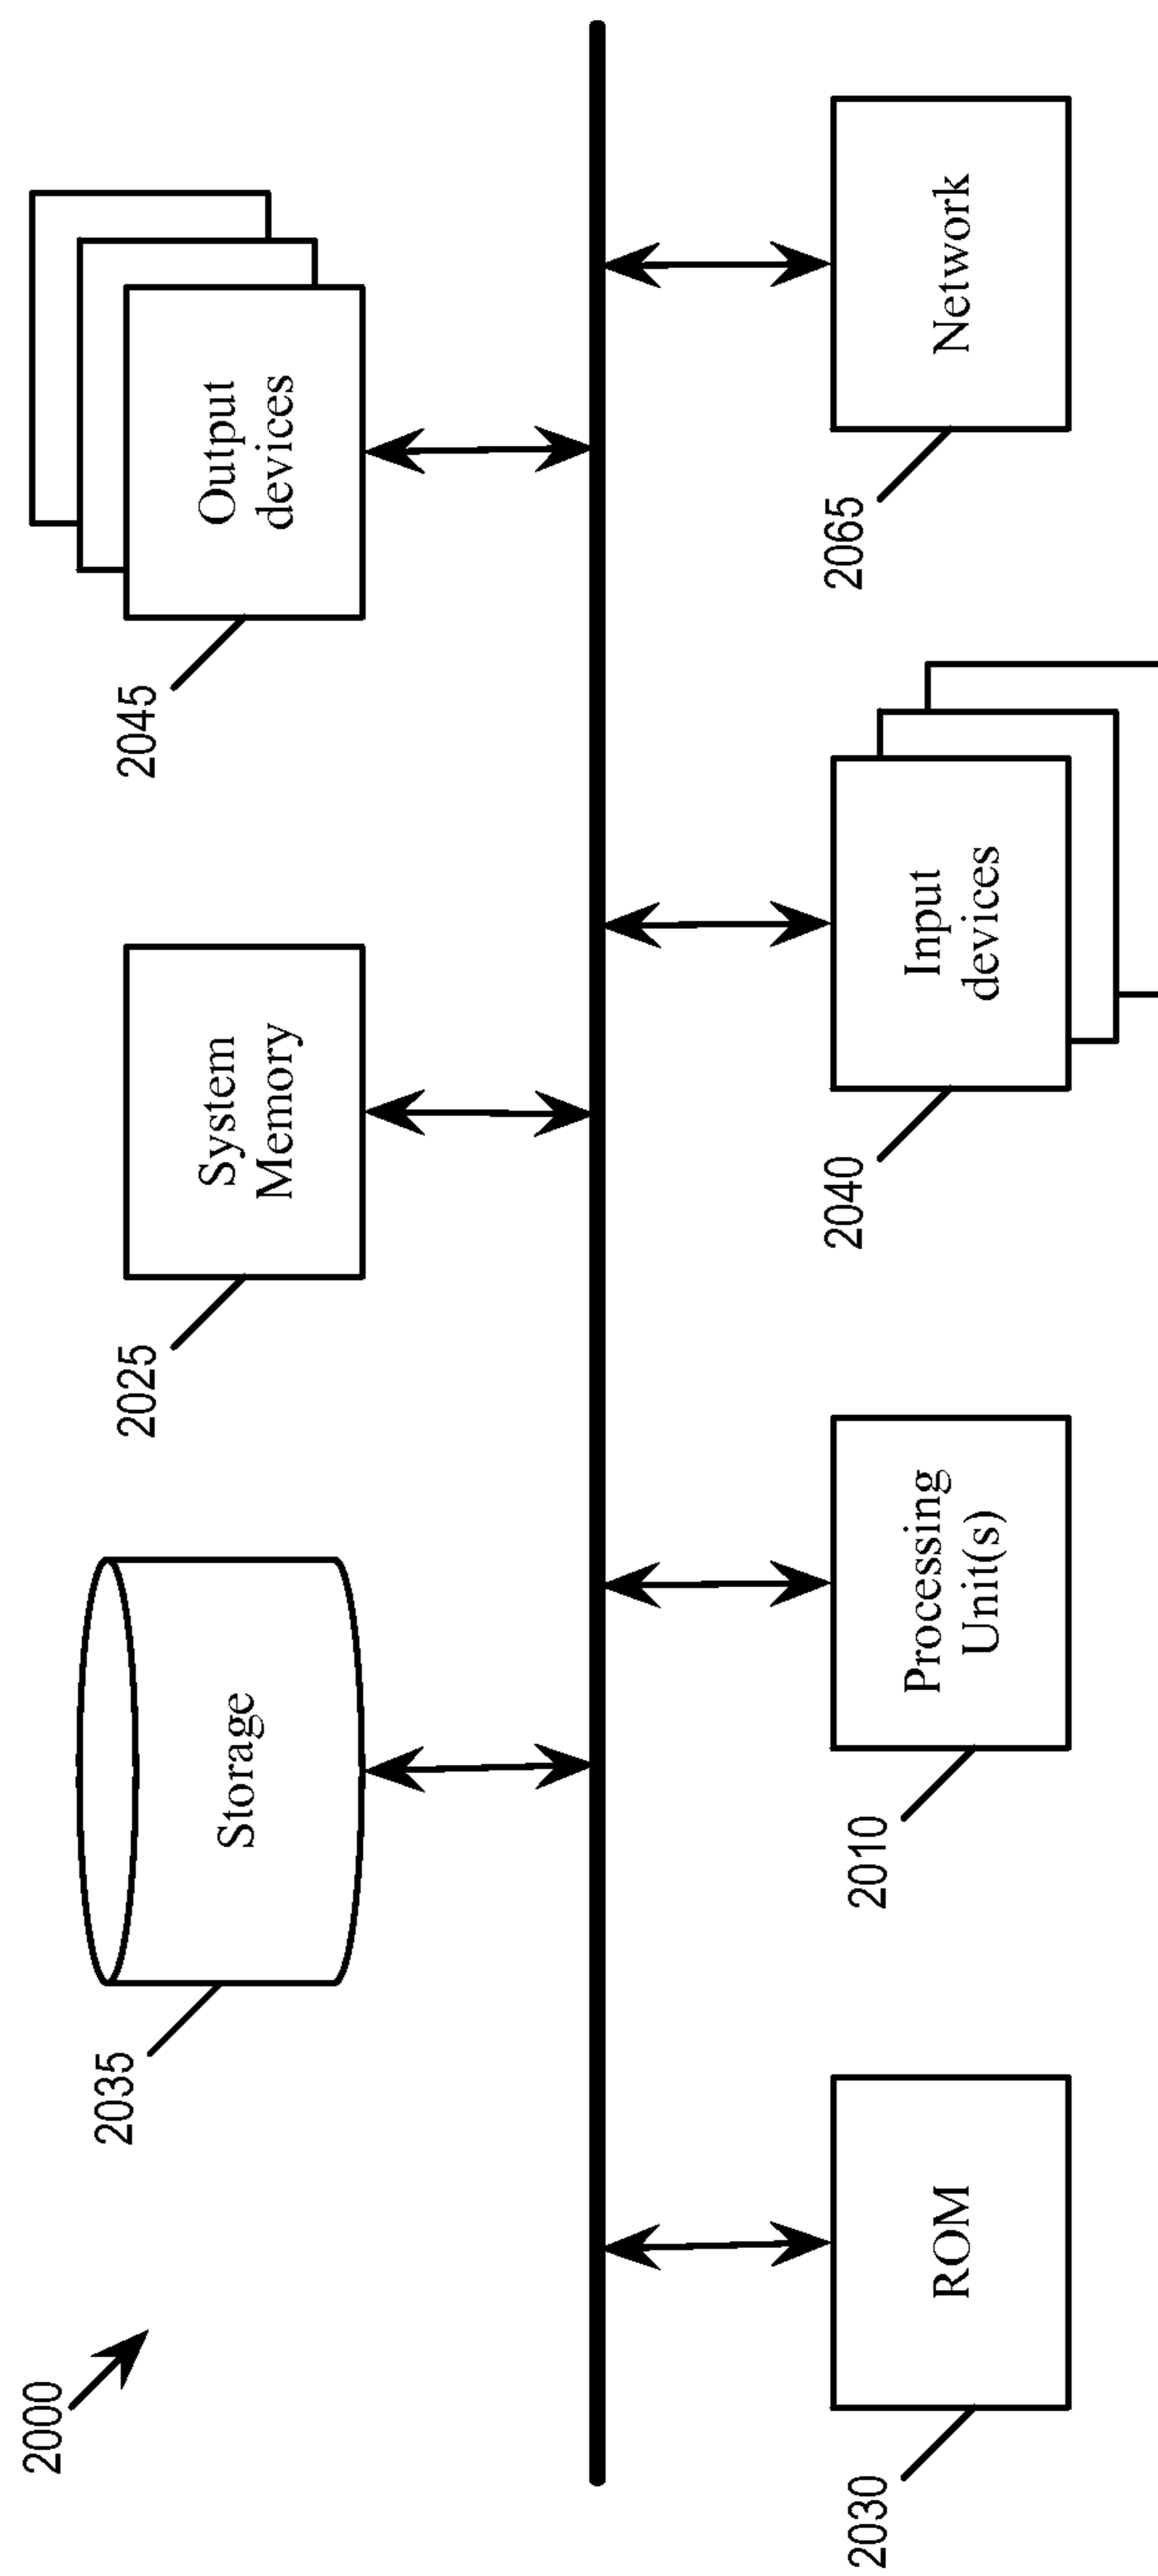 2000
2035
Storage
2025
System
Memory
2045
Output
devices
2030
ROM
2010
Processing
Unit(s)
2040
Input
devices
2065
Network